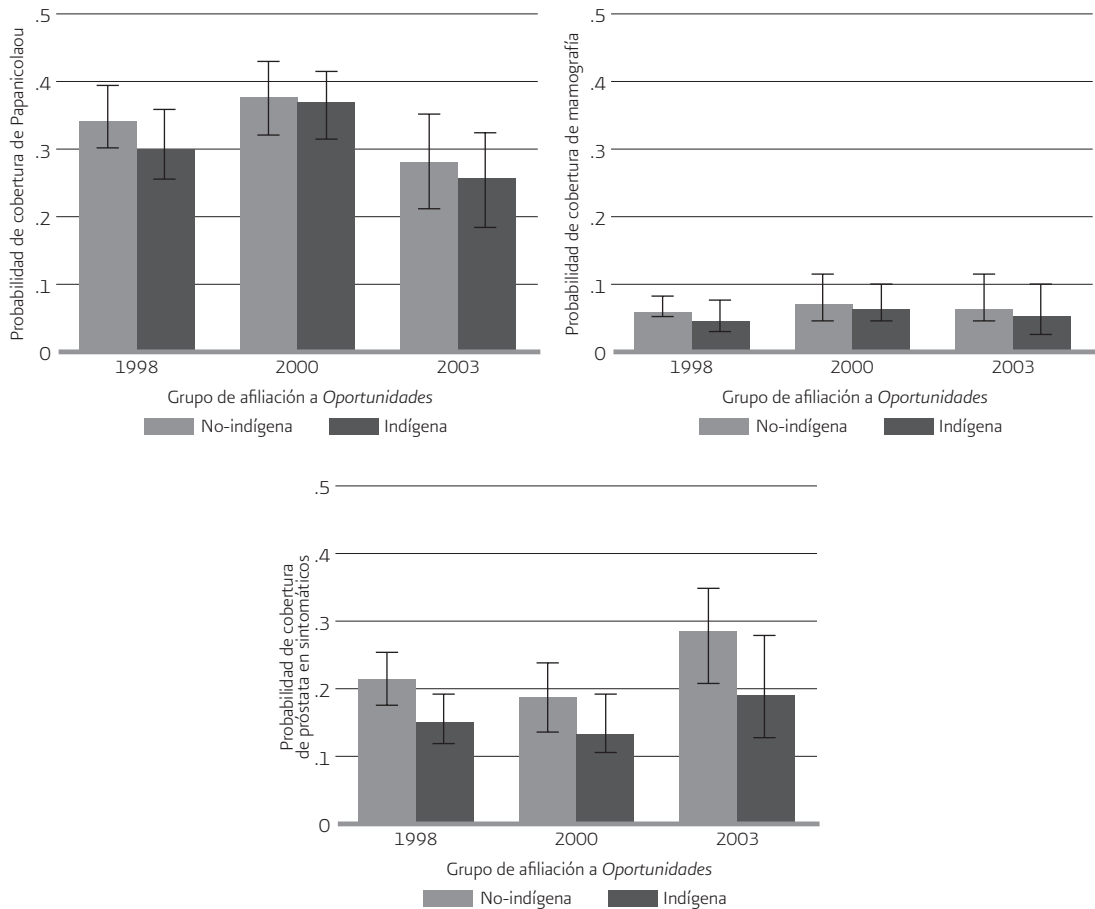 Probabilidad de cobertura de Papanicolaou
.5
.4
.3
.2
.1
0
1998 2000 2003
Grupo de afiliación a Oportunidades
No-indígena Indígena
Probabilidad de cobertura de mamografía
.5
.4
.3
.2
.1
0
1998 2000 2003
Grupo de afiliación a Oportunidades
No-indígena Indígena
Probabilidad de cobertura
de próstata en sintomáticos
.5
.4
.3
.2
.1
0
1998 2000 2003
Grupo de afiliación a Oportunidades
No-indígena Indígena